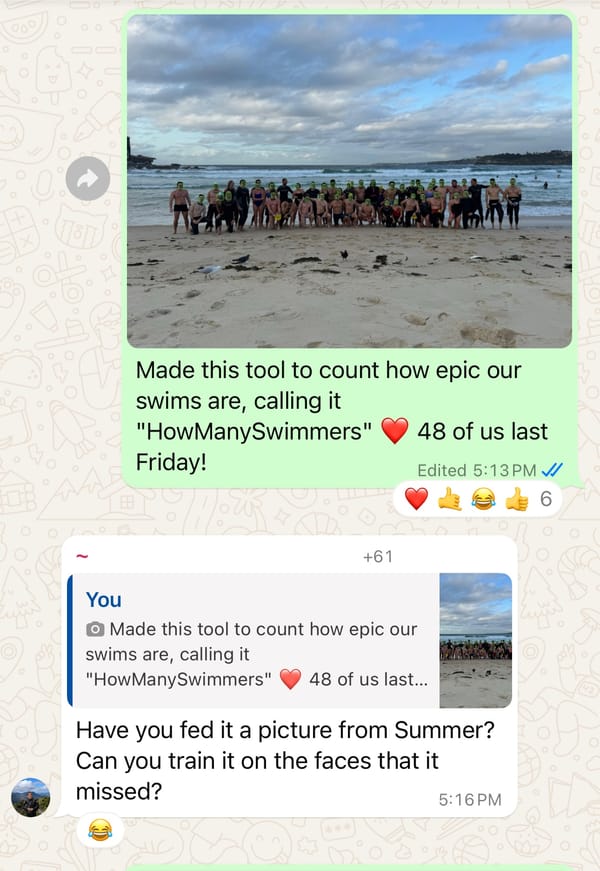 Made this tool to count how epic our
swims are, calling it
"HowManySwimmers" ❤️ 48 of us last
Friday!
Edited 5:13 PM
❤️ 🤙 😂 👍 6
~ +61
You
📷 Made this tool to count how epic our
swims are, calling it
"HowManySwimmers" ❤️ 48 of us last...
Have you fed it a picture from Summer?
Can you train it on the faces that it
missed?
5:16 PM
😂